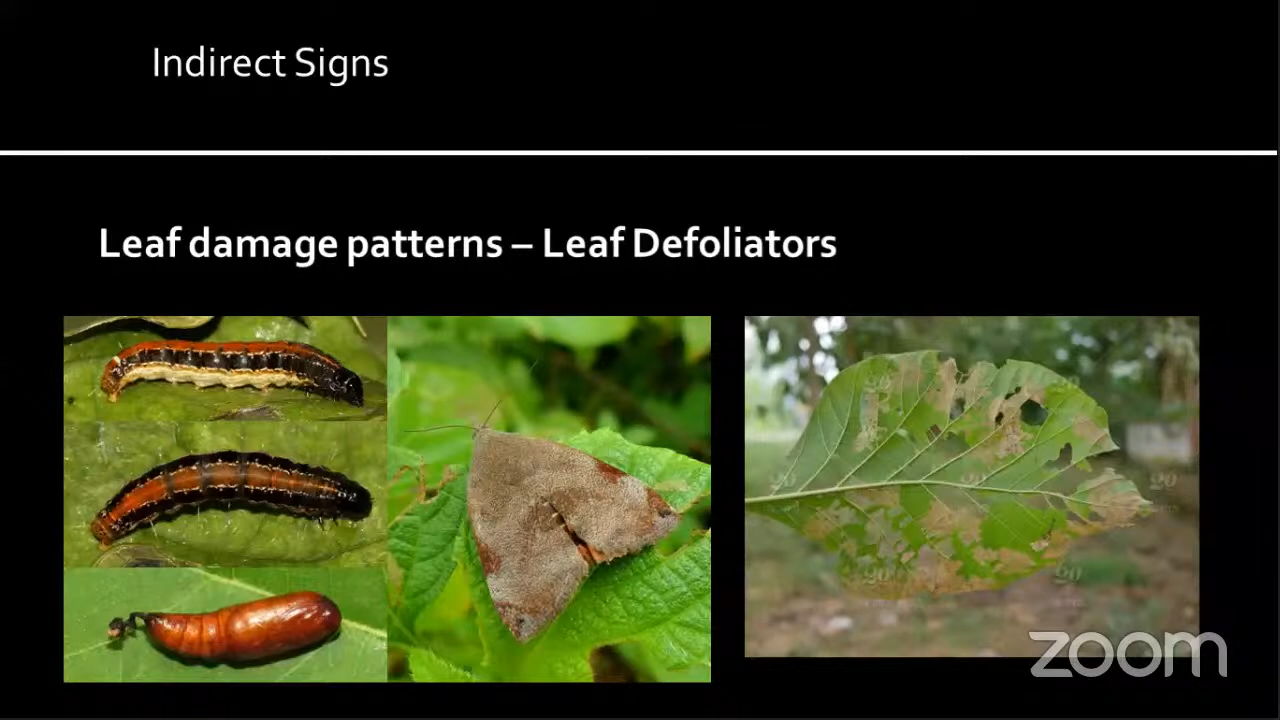 Indirect Signs
Leaf damage patterns – Leaf Defoliators
zoom